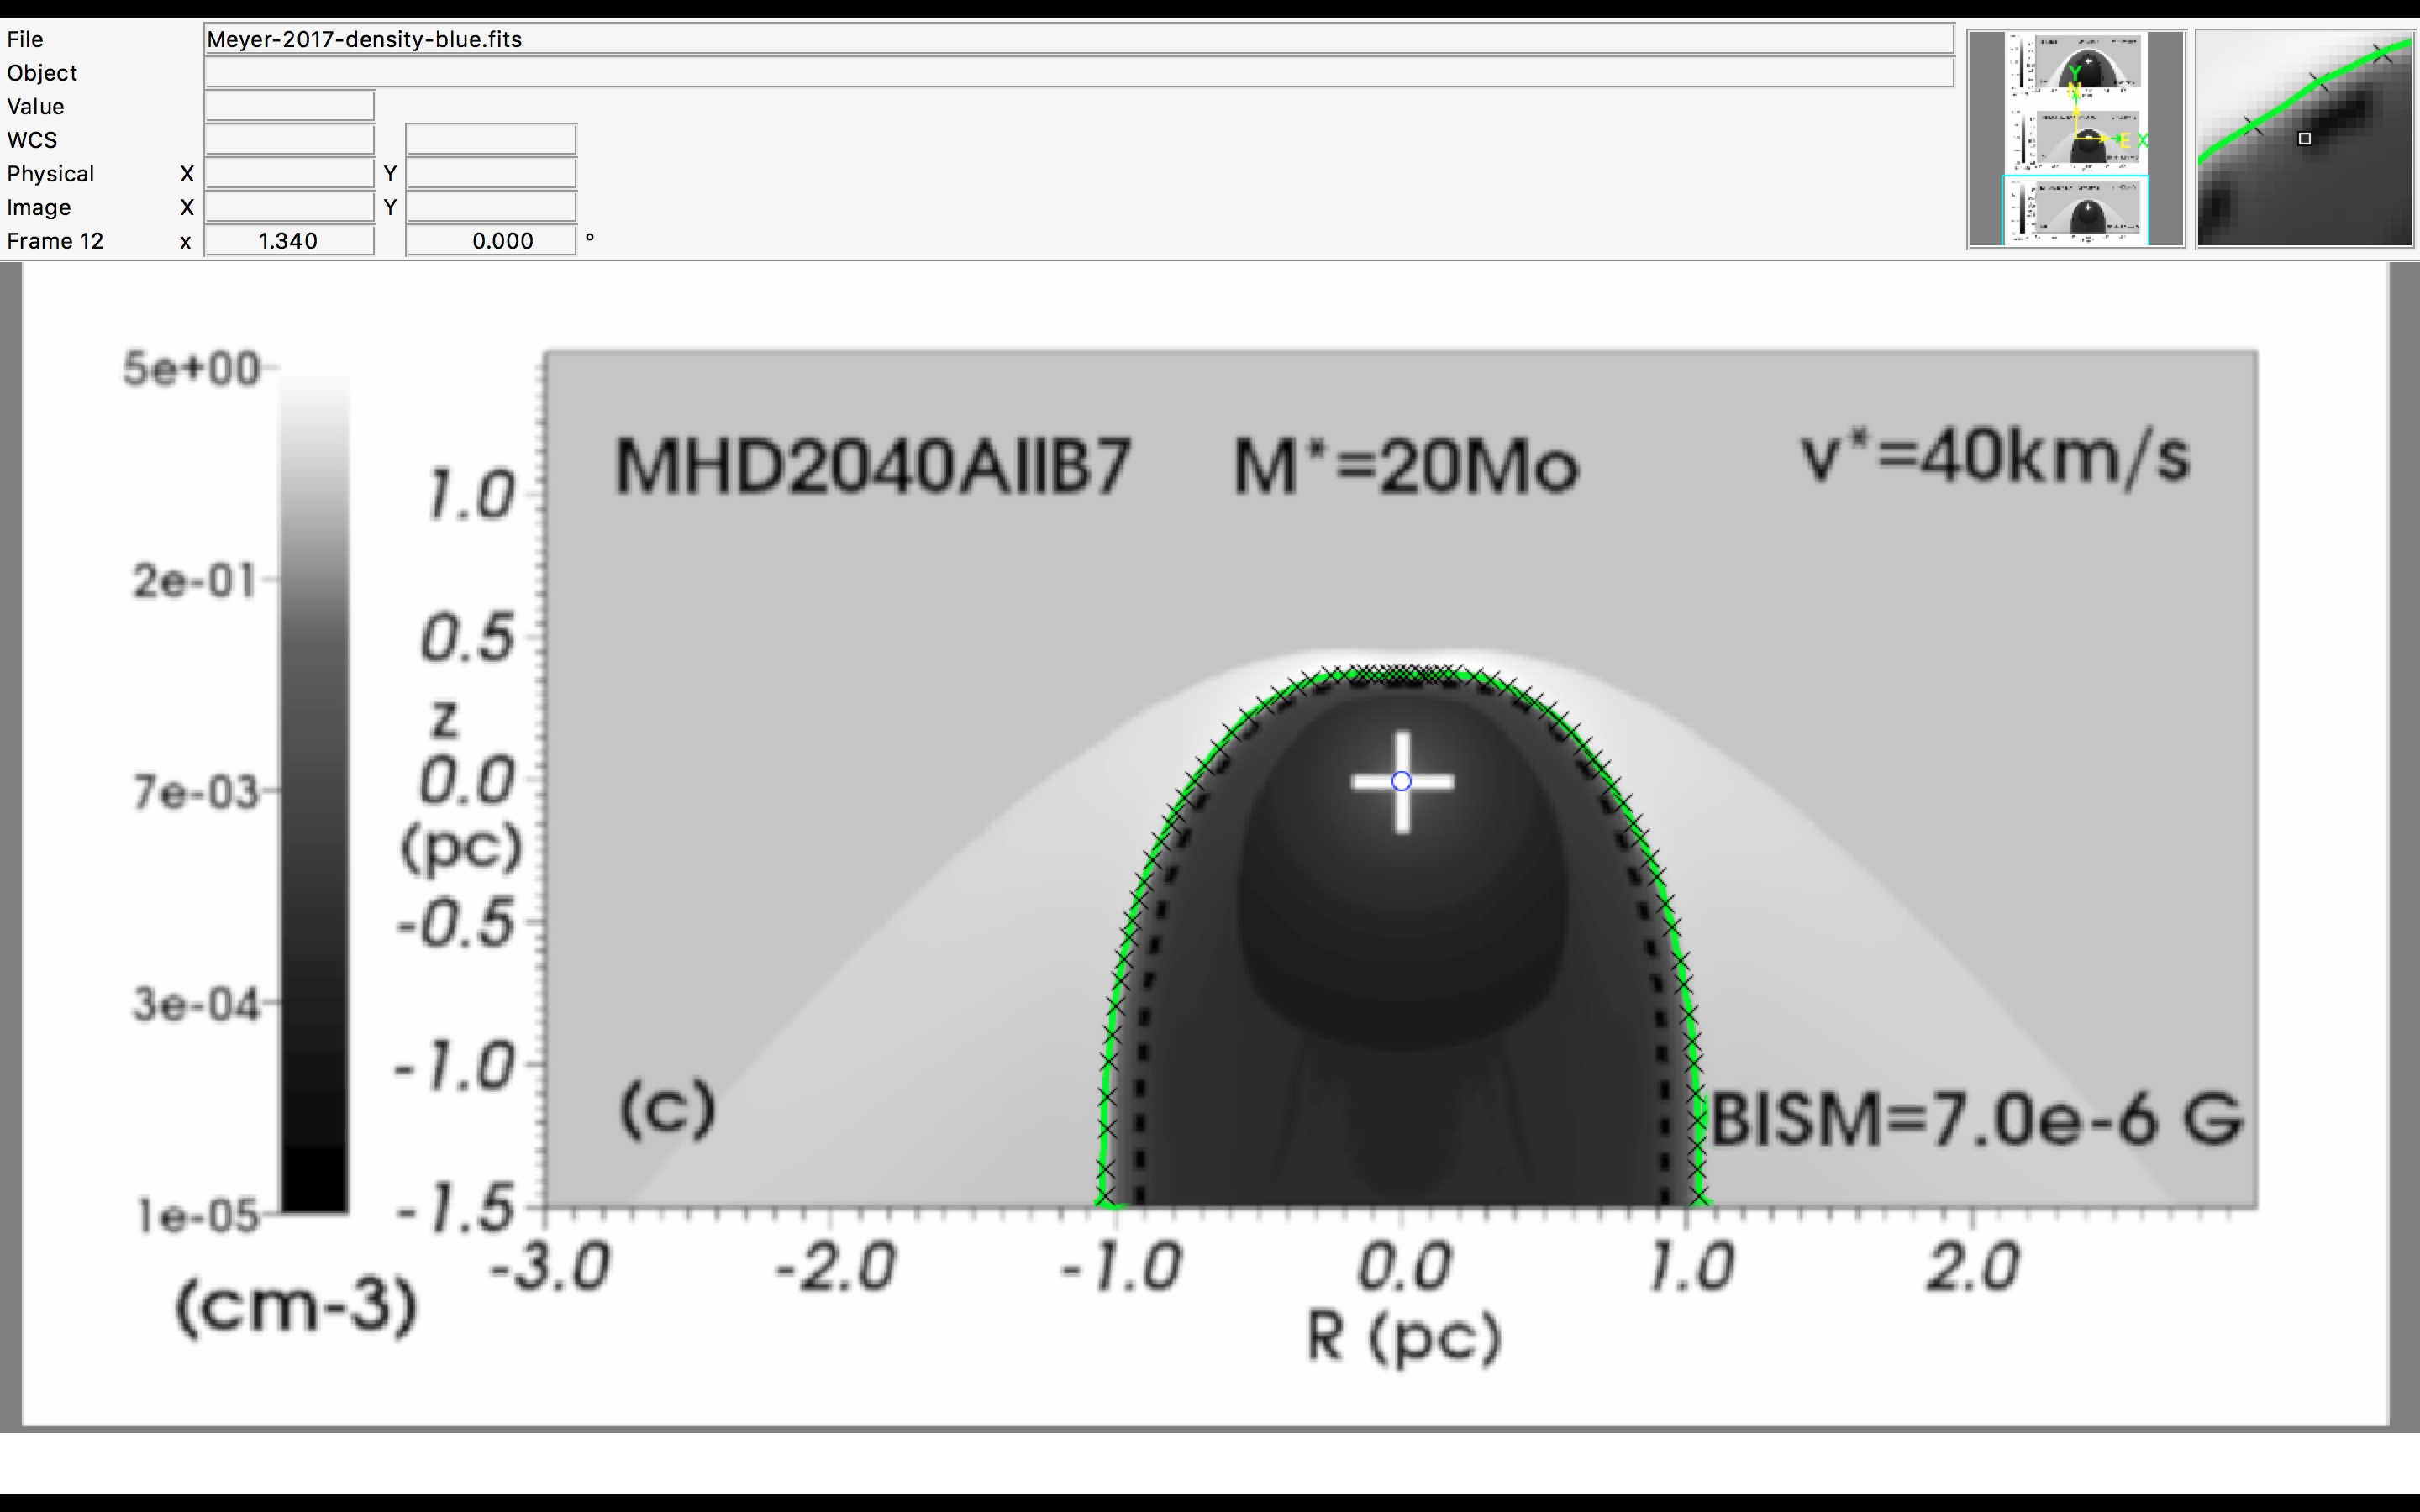 File Meyer-2017-density-blue.fits
Object
Value
WCS
Physical X Y
Image X Y
Frame 12 x 1.340 0.000 °
Y
N
E X
5e+00
2e-01
7e-03
3e-04
1e-05
(cm-3)
1.0
0.5
z
0.0
(pc)
-0.5
-1.0
-1.5
MHD2040AllB7 M*=20Mo v*=40km/s
(c)
BISM=7.0e-6 G
-3.0 -2.0 -1.0 0.0 1.0 2.0
R (pc)